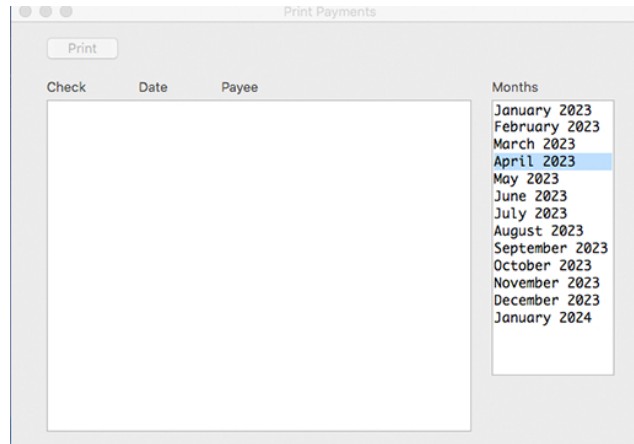 Print Payments
Print
Check Date Payee
Months
January 2023
February 2023
March 2023
April 2023
May 2023
June 2023
July 2023
August 2023
September 2023
October 2023
November 2023
December 2023
January 2024